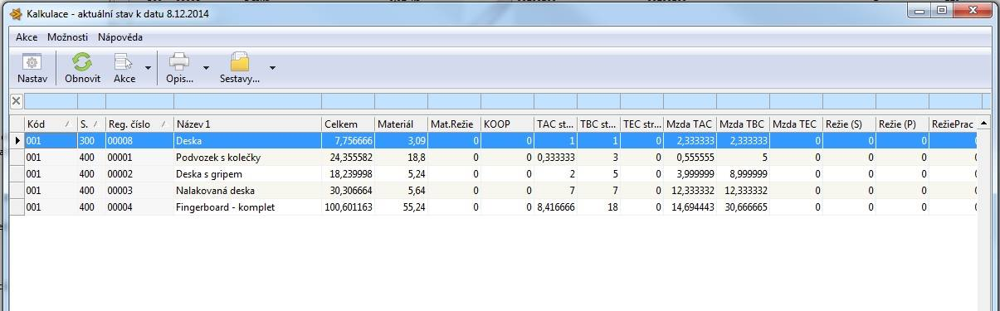 Kalkulace - aktuální stav k datu 8.12.2014
Akce Možnosti Nápověda
Nastav Obnovit Akce Opis... Sestavy...
Kód S. Reg. číslo Název 1 Celkem Materiál Mat.Režie KOOP TAC st... TBC st... TEC str... Mzda TAC Mzda TBC Mzda TEC Režie (S) Režie (P) RežiePrac
001 300 00008 Deska 7,756666 3,09 0 0 1 1 0 2,333333 2,333333 0 0 0 0
001 400 00001 Podvozek s kolečky 24,355582 18,8 0 0 0,333333 3 0 0,555555 5 0 0 0 0
001 400 00002 Deska s gripem 18,239998 5,24 0 0 2 5 0 3,999999 8,999999 0 0 0 0
001 400 00003 Nalakovaná deska 30,306664 5,64 0 0 7 7 0 12,333332 12,333332 0 0 0 0
001 400 00004 Fingerboard - komplet 100,601163 55,24 0 0 8,416666 18 0 14,694443 30,666665 0 0 0 0